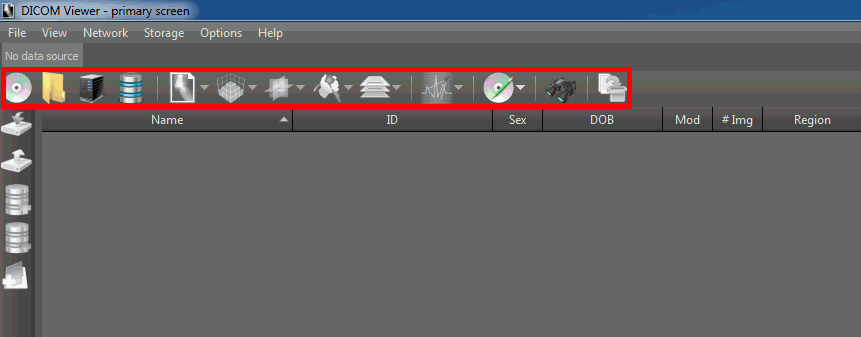 DICOM Viewer - primary screen
File View Network Storage Options Help
No data source
Name ID Sex DOB Mod # Img Region